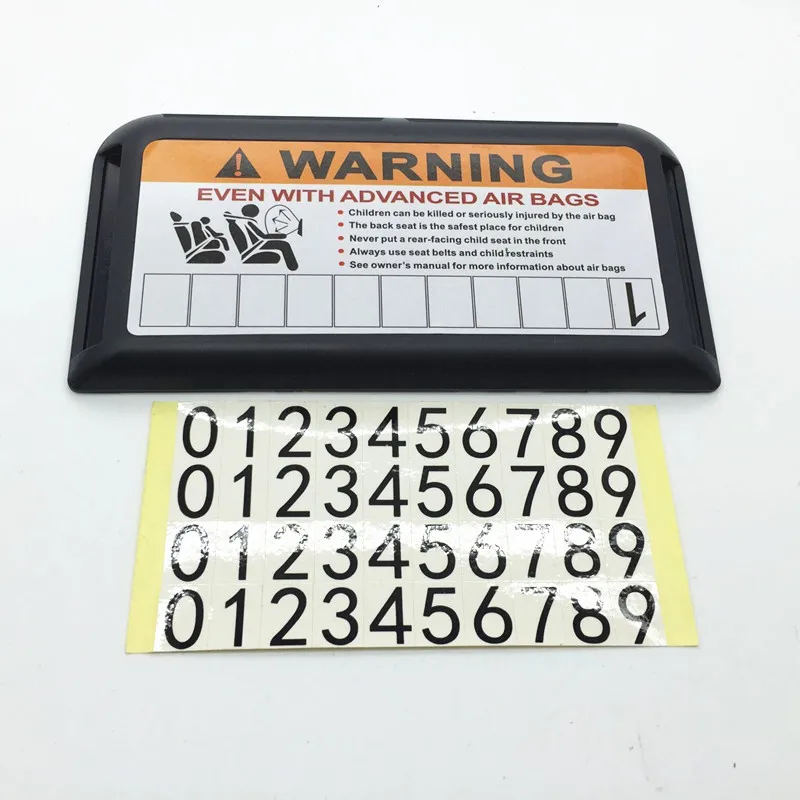 WARNING
EVEN WITH ADVANCED AIR BAGS
• Children can be killed or seriously injured by the air bag
• The back seat is the safest place for children
• Never put a rear-facing child seat in the front
• Always use seat belts and child restraints
• See owner's manual for more information about air bags
1
0123456789
0123456789
0123456789
0123456789